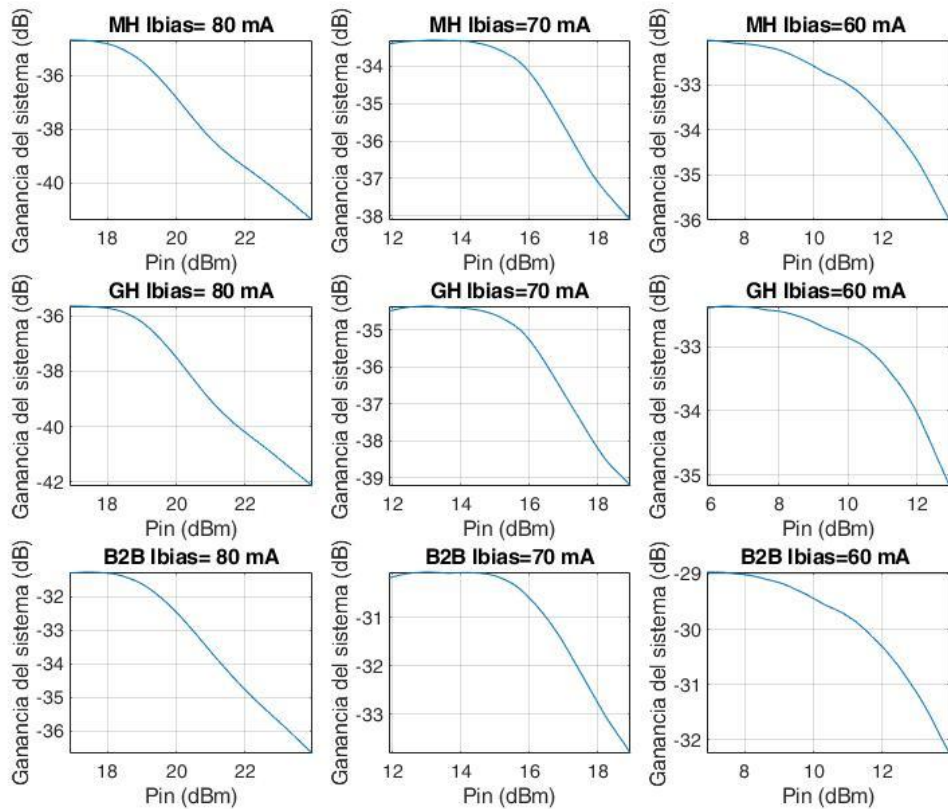 MH Ibias= 80 mA
Ganancia del sistema (dB)
-36
-38
-40
18
20
22
Pin (dBm)
MH Ibias=70 mA
Ganancia del sistema (dB)
-34
-35
-36
-37
-38
12
14
16
18
Pin (dBm)
MH Ibias=60 mA
Ganancia del sistema (dB)
-33
-34
-35
-36
8
10
12
Pin (dBm)
GH Ibias= 80 mA
Ganancia del sistema (dB)
-36
-38
-40
-42
18
20
22
Pin (dBm)
GH Ibias=70 mA
Ganancia del sistema (dB)
-35
-36
-37
-38
-39
12
14
16
18
Pin (dBm)
GH Ibias=60 mA
Ganancia del sistema (dB)
-33
-34
-35
6
8
10
12
Pin (dBm)
B2B Ibias= 80 mA
Ganancia del sistema (dB)
-32
-33
-34
-35
-36
18
20
22
Pin (dBm)
B2B Ibias=70 mA
Ganancia del sistema (dB)
-31
-32
-33
12
14
16
18
Pin (dBm)
B2B Ibias=60 mA
Ganancia del sistema (dB)
-29
-30
-31
-32
8
10
12
Pin (dBm)